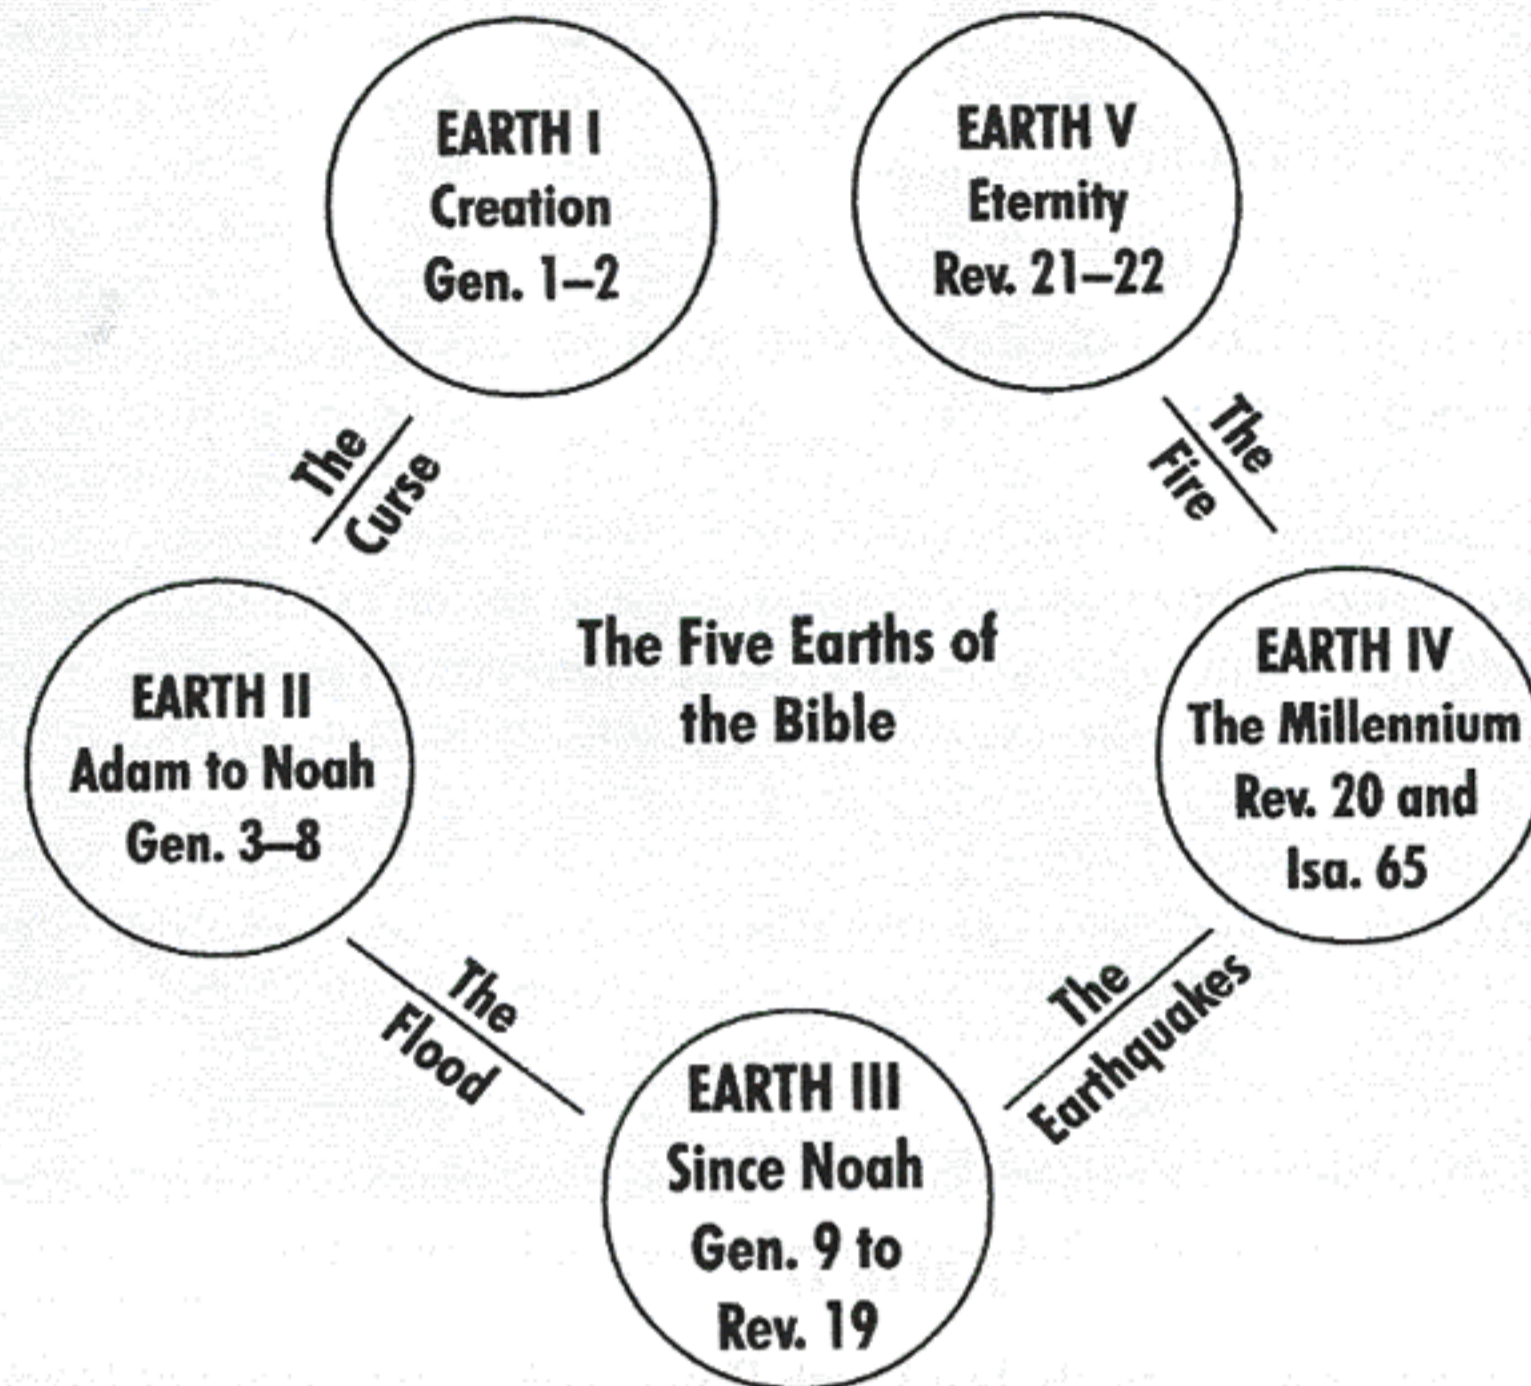 EARTH I
Creation
Gen. 1–2
EARTH V
Eternity
Rev. 21–22
The
Curse
The
Fire
The Five Earths of
the Bible
EARTH II
Adam to Noah
Gen. 3–8
EARTH IV
The Millennium
Rev. 20 and
Isa. 65
The
Flood
The
Earthquakes
EARTH III
Since Noah
Gen. 9 to
Rev. 19